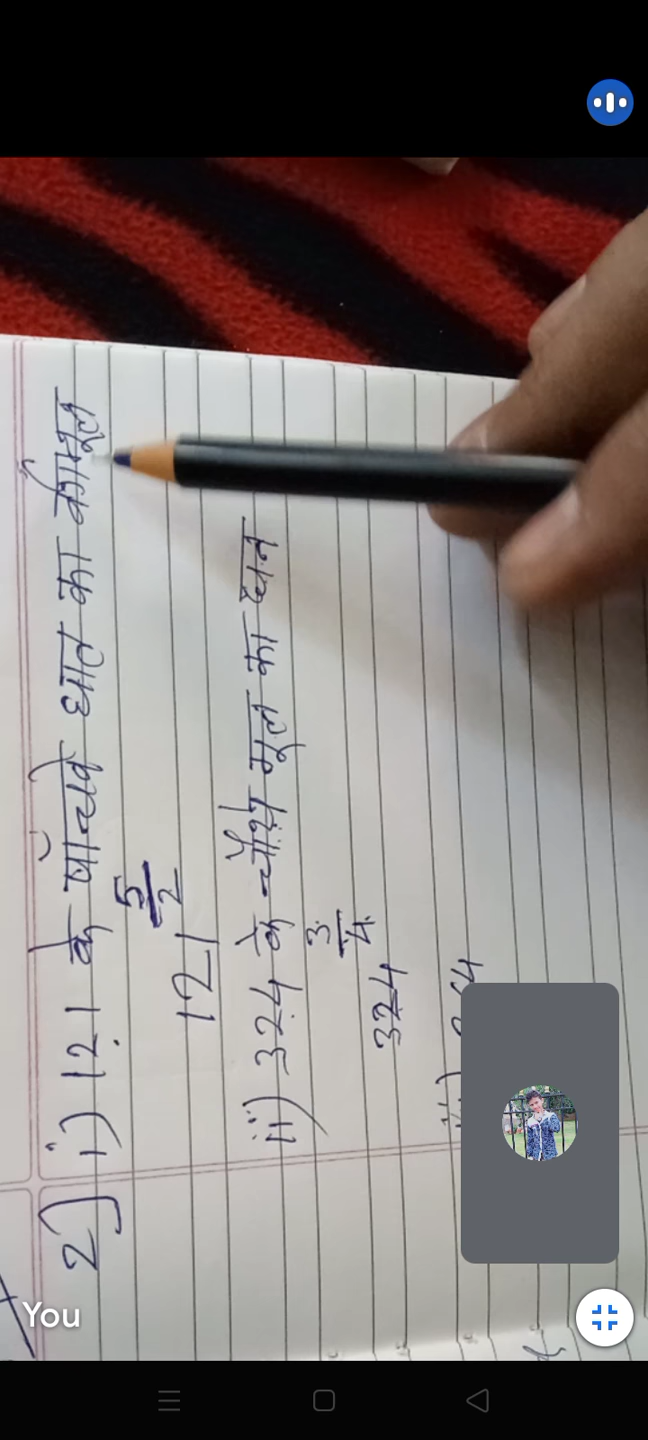 2) i) 121 के पाँचवे घात का वर्गमूल
121^(5/2)
ii) 324 के चौथे मूल का घन
324^(3/4)
You